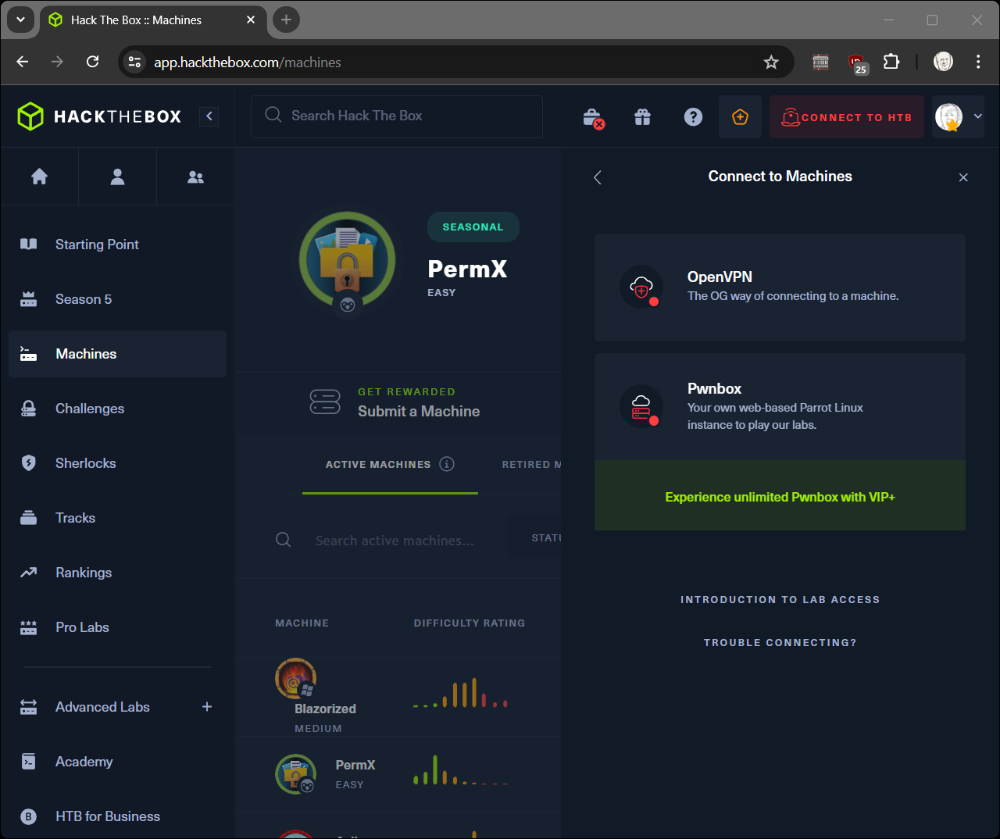 Hack The Box :: Machines
app.hackthebox.com/machines
25
HACKTHEBOX
Search Hack The Box
CONNECT TO HTB
Starting Point
Season 5
Machines
Challenges
Sherlocks
Tracks
Rankings
Pro Labs
Advanced Labs
Academy
HTB for Business
SEASONAL
PermX
EASY
GET REWARDED
Submit a Machine
ACTIVE MACHINES
RETIRED M
Search active machines...
STATU
MACHINE
DIFFICULTY RATING
Blazorized
MEDIUM
PermX
EASY
Connect to Machines
OpenVPN
The OG way of connecting to a machine.
Pwnbox
Your own web-based Parrot Linux
instance to play our labs.
Experience unlimited Pwnbox with VIP+
INTRODUCTION TO LAB ACCESS
TROUBLE CONNECTING?